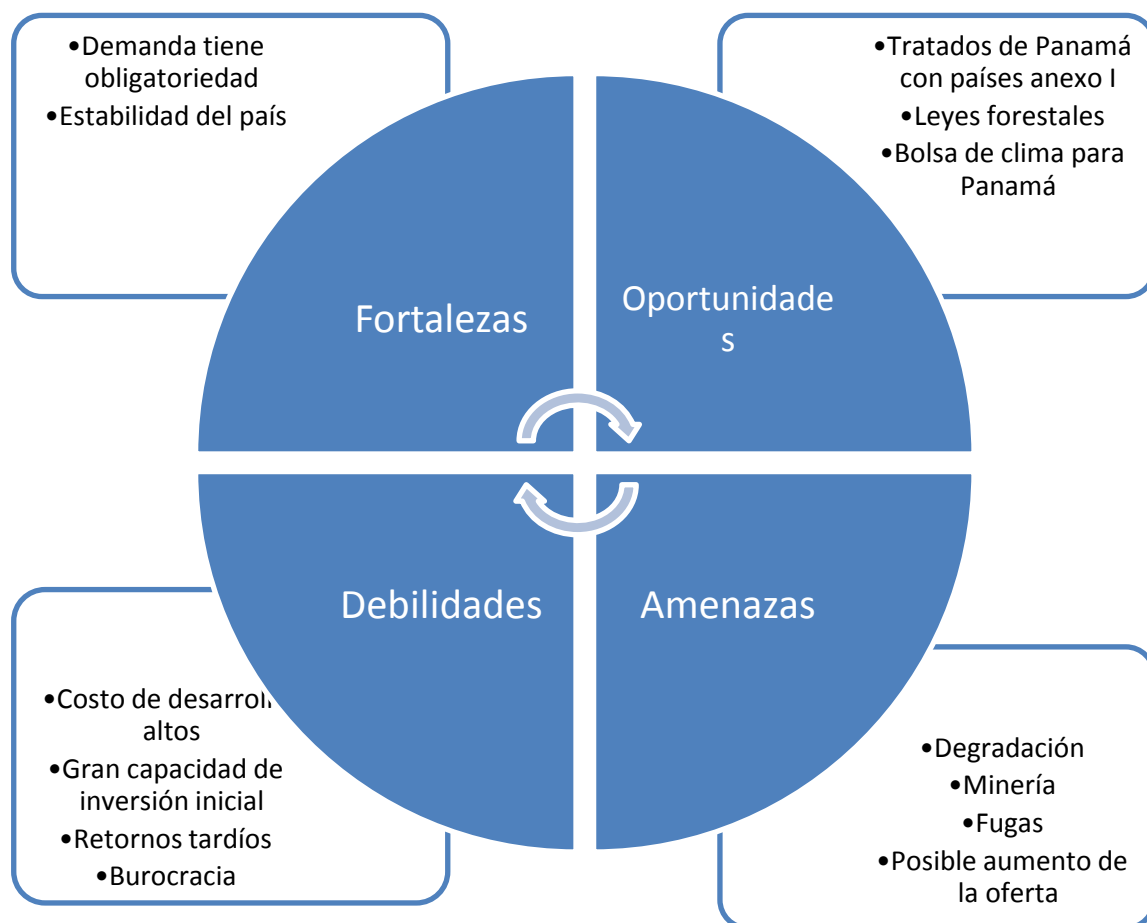 •Demanda tiene
obligatoriedad
•Estabilidad del país
•Tratados de Panamá
con países anexo I
•Leyes forestales
•Bolsa de clima para
Panamá
Fortalezas
Oportunidade
s
Debilidades
Amenazas
•Costo de
altos
•Gran capacidad de
inversión inicial
•Retornos tardíos
•Burocracia
•Degradación
•Minería
•Fugas
•Posible aumento de
la oferta